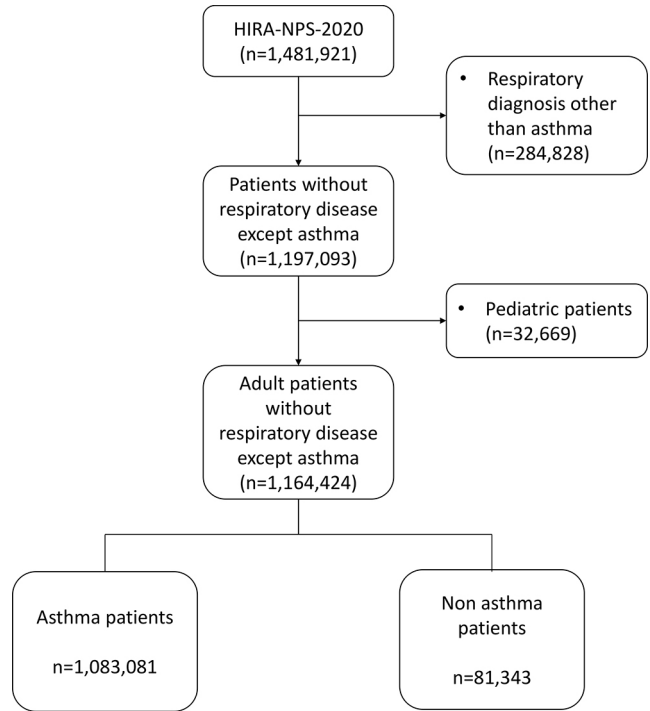 HIRA-NPS-2020
(n=1,481,921)
• Respiratory
diagnosis other
than asthma
(n=284,828)
Patients without
respiratory disease
except asthma
(n=1,197,093)
• Pediatric patients
(n=32,669)
Adult patients
without
respiratory disease
except asthma
(n=1,164,424)
Asthma patients
n=1,083,081
Non asthma
patients
n=81,343